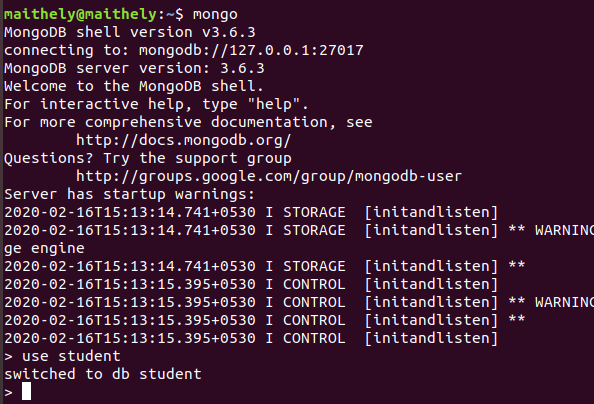 maithely@maithely:~$ mongo
MongoDB shell version v3.6.3
connecting to: mongodb://127.0.0.1:27017
MongoDB server version: 3.6.3
Welcome to the MongoDB shell.
For interactive help, type "help".
For more comprehensive documentation, see
        http://docs.mongodb.org/
Questions? Try the support group
        http://groups.google.com/group/mongodb-user
Server has startup warnings:
2020-02-16T15:13:14.741+0530 I STORAGE  [initandlisten]
2020-02-16T15:13:14.741+0530 I STORAGE  [initandlisten] ** WARNING
ge engine
2020-02-16T15:13:14.741+0530 I STORAGE  [initandlisten] **
2020-02-16T15:13:15.395+0530 I CONTROL  [initandlisten]
2020-02-16T15:13:15.395+0530 I CONTROL  [initandlisten] ** WARNING
2020-02-16T15:13:15.395+0530 I CONTROL  [initandlisten] **
2020-02-16T15:13:15.395+0530 I CONTROL  [initandlisten]
> use student
switched to db student
>